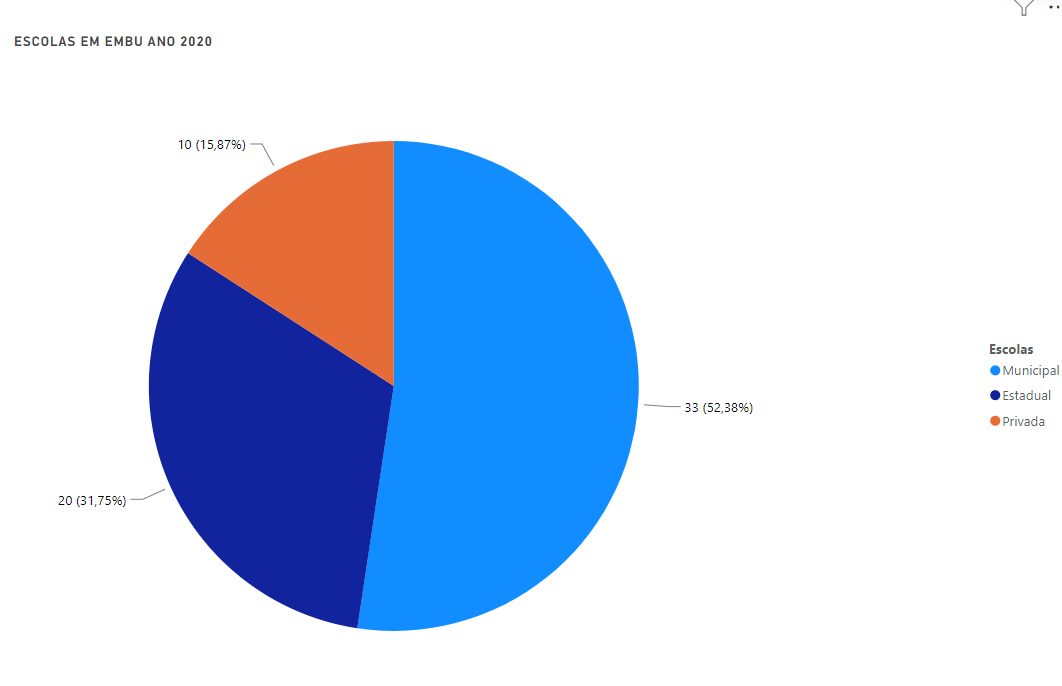 ESCOLAS EM EMBU ANO 2020
10 (15,87%)
33 (52,38%)
20 (31,75%)
Escolas
Municipal
Estadual
Privada